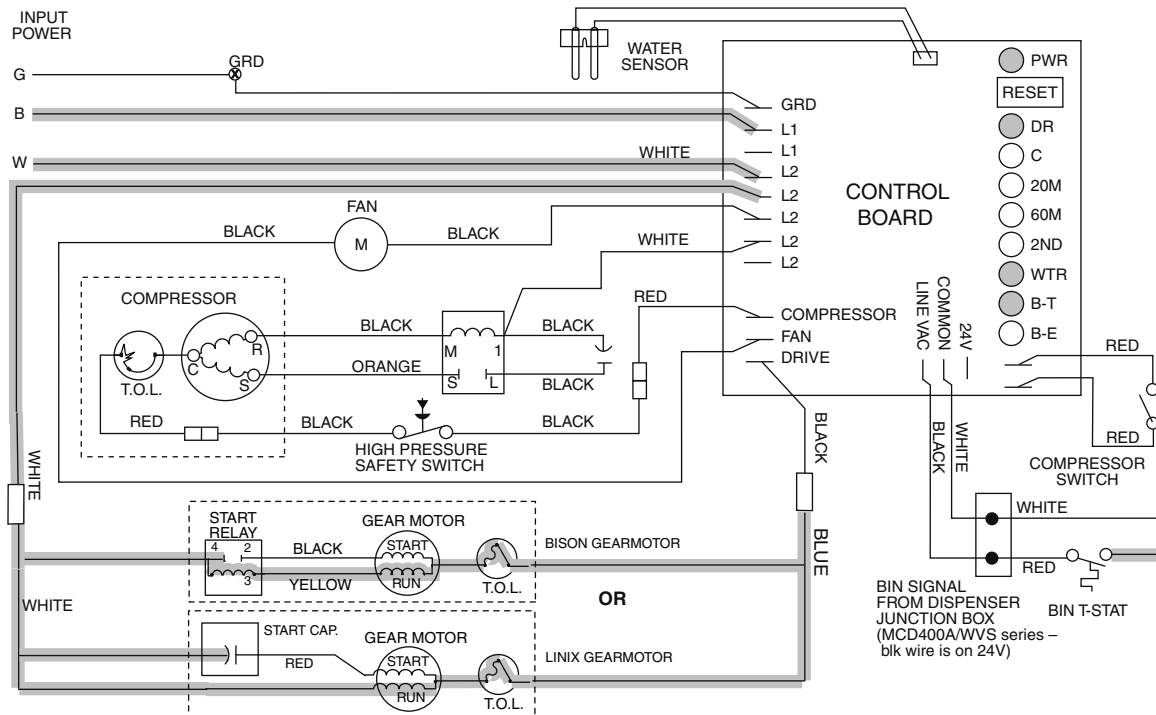 INPUT
POWER
G
GRD
B
W
WHITE
WATER
SENSOR
GRD
L1
L1
L2
L2
L2
L2
L2
COMPRESSOR
FAN
DRIVE
CONTROL
BOARD
PWR
RESET
DR
C
20M
60M
2ND
WTR
B-T
B-E
LINE VAC
COMMON
24V
FAN
BLACK
M
BLACK
WHITE
COMPRESSOR
T.O.L.
C
R
S
BLACK
ORANGE
M
1
S
L
BLACK
BLACK
RED
RED
BLACK
BLACK
HIGH PRESSURE
SAFETY SWITCH
RED
RED
COMPRESSOR
SWITCH
BLACK
WHITE
BLACK
BLUE
WHITE
WHITE
START
RELAY
4
2
3
BLACK
YELLOW
GEAR MOTOR
START
RUN
T.O.L.
BISON GEARMOTOR
OR
START CAP.
RED
GEAR MOTOR
START
RUN
T.O.L.
LINIX GEARMOTOR
WHITE
RED
BIN T-STAT
BIN SIGNAL
FROM DISPENSER
JUNCTION BOX
(MCD400A/WVS series –
blk wire is on 24V)